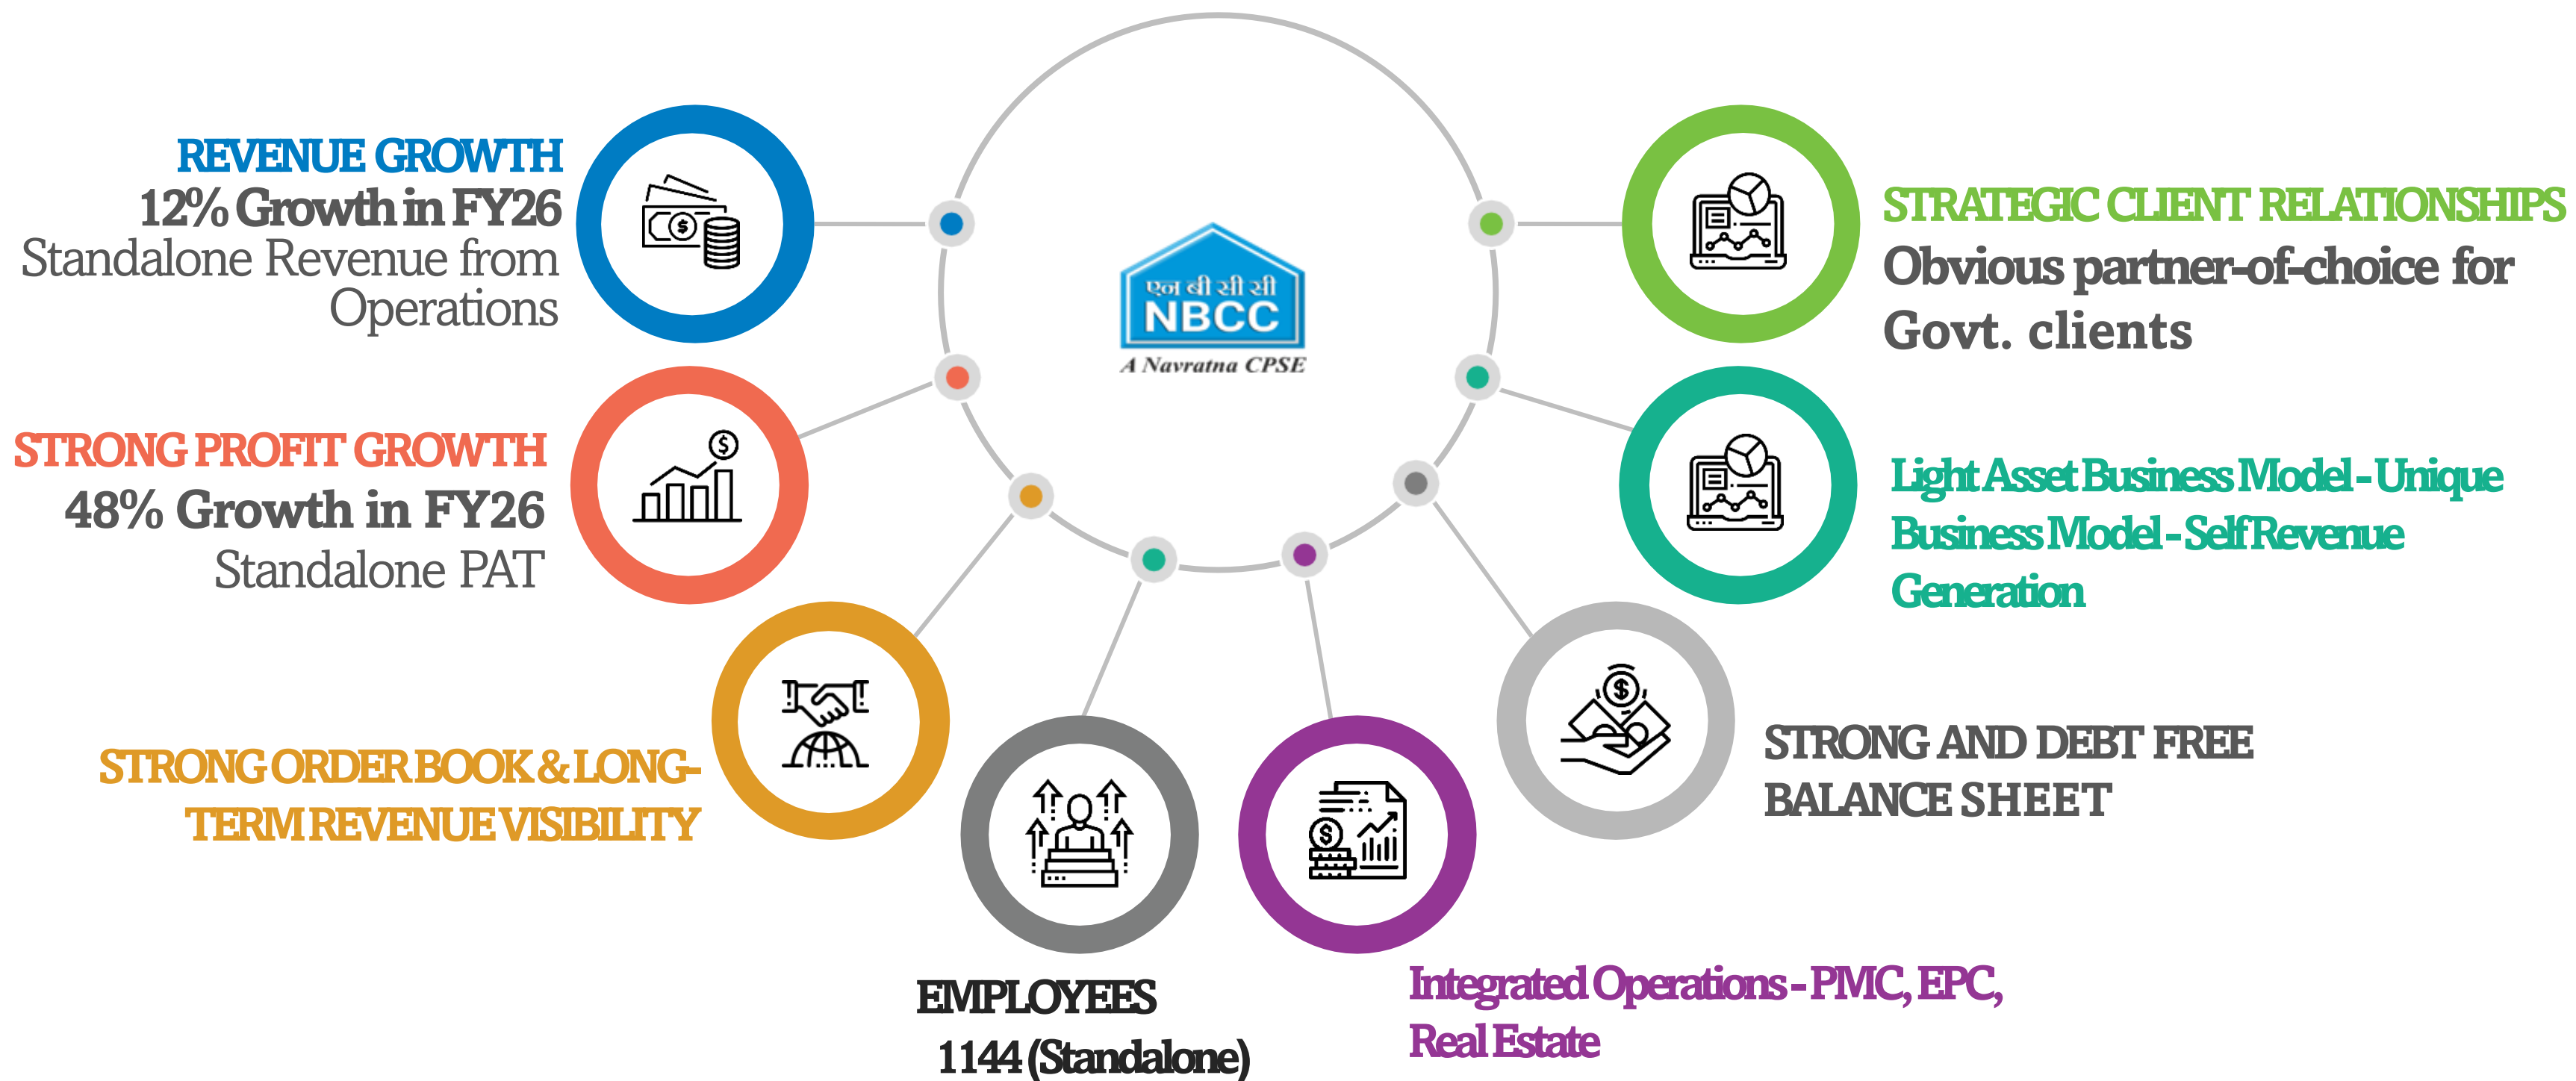 REVENUE GROWTH
12% Growth in FY26
Standalone Revenue from
Operations
STRONG PROFIT GROWTH
48% Growth in FY26
Standalone PAT
STRONG ORDER BOOK & LONG-
TERM REVENUE VISIBILITY
EMPLOYEES
1144 (Standalone)
एन बी सी सी
NBCC
A Navratna CPSE
STRATEGIC CLIENT RELATIONSHIPS
Obvious partner-of-choice for
Govt. clients
Light Asset Business Model - Unique
Business Model - Self Revenue
Generation
STRONG AND DEBT FREE
BALANCE SHEET
Integrated Operations - PMC, EPC,
Real Estate